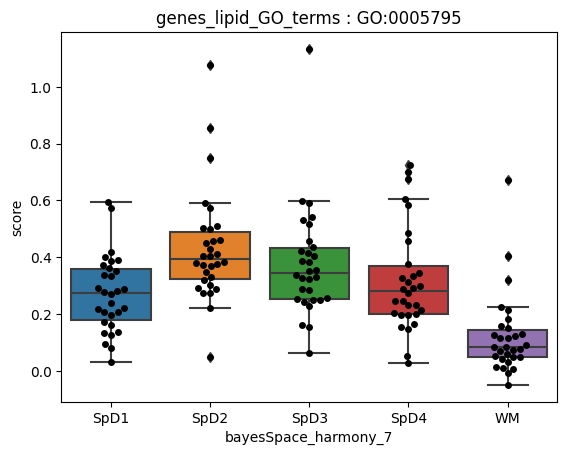 genes_lipid_GO_terms : GO:0005795
score
1.0
0.8
0.6
0.4
0.2
0.0
SpD1 SpD2 SpD3 SpD4 WM
bayesSpace_harmony_7